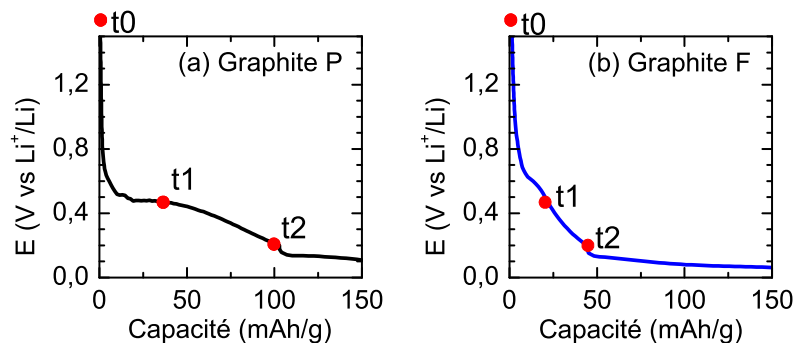 t0
(a) Graphite P
1,2
0,8
0,4
0,0
E (V vs Li⁺/Li)
t1
t2
0
50
100
150
Capacité (mAh/g)
t0
(b) Graphite F
1,2
0,8
0,4
0,0
E (V vs Li⁺/Li)
t1
t2
0
50
100
150
Capacité (mAh/g)